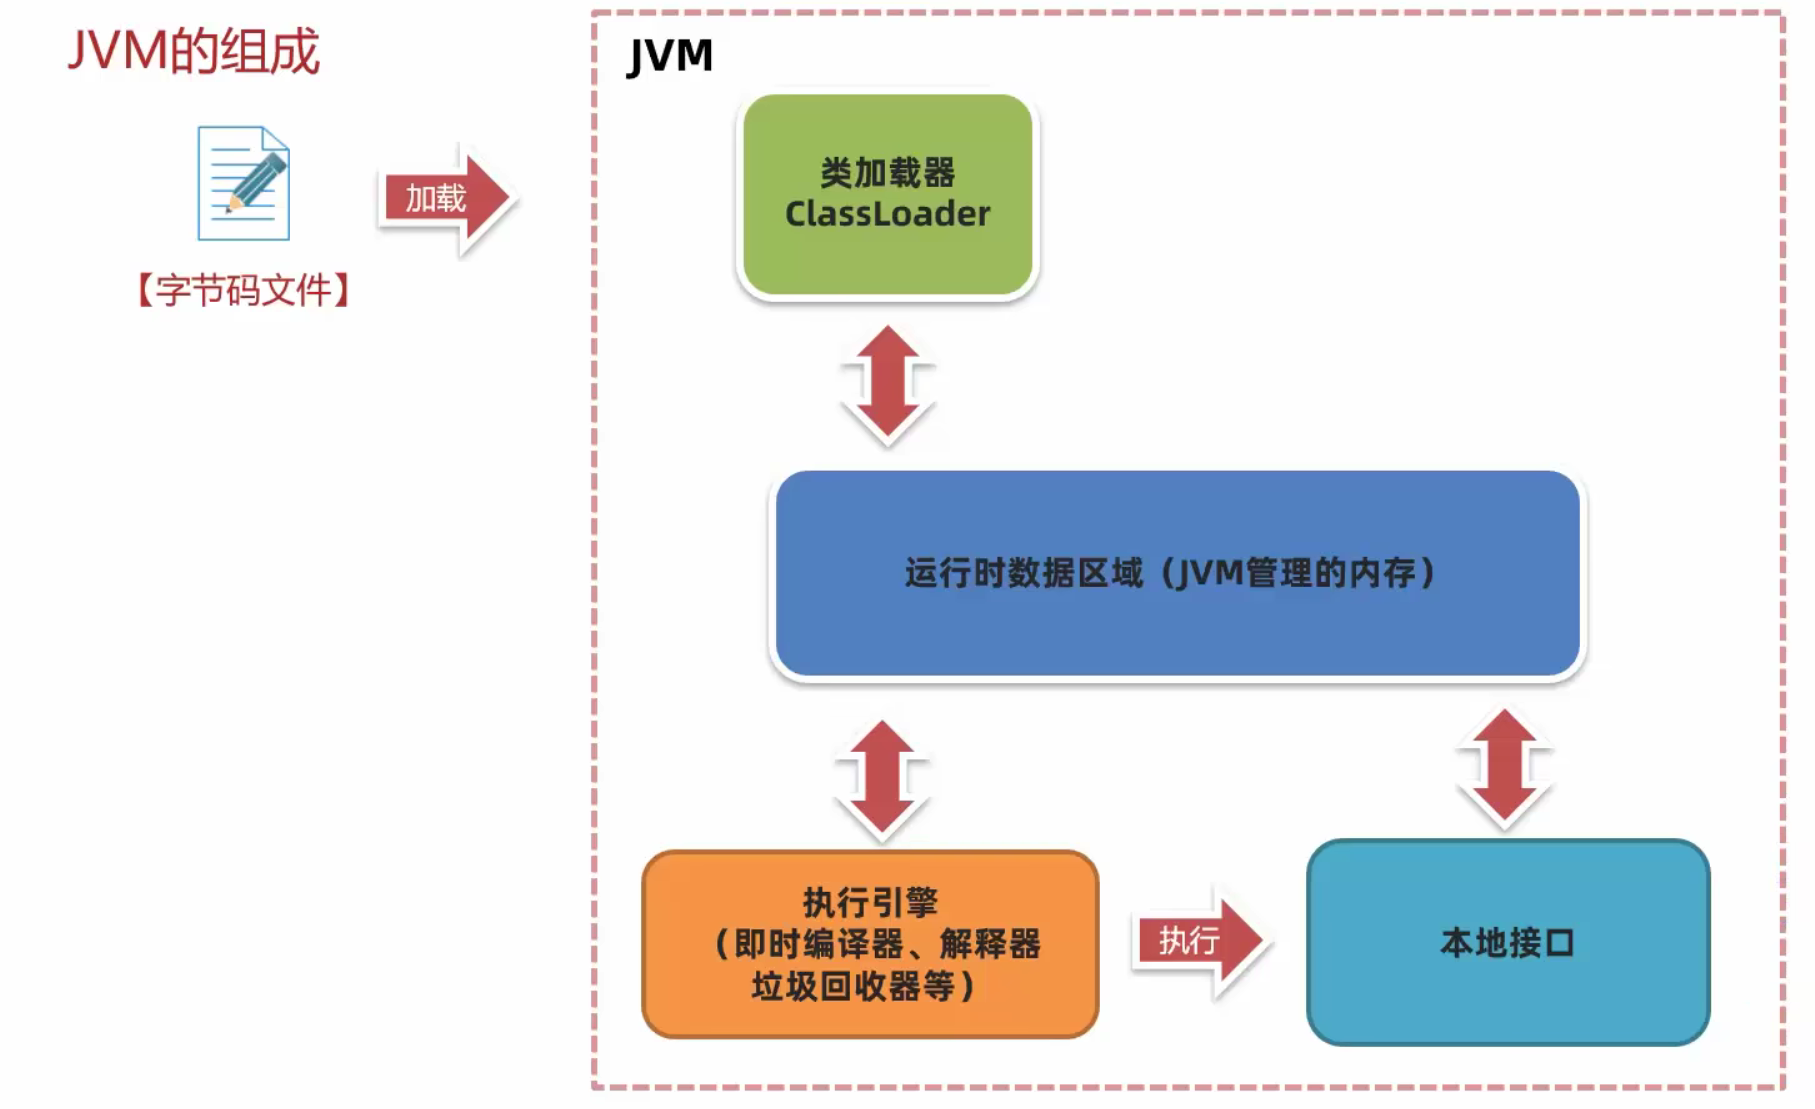 JVM的组成
JVM
类加载器
ClassLoader
加载
【字节码文件】
运行时数据区域（JVM管理的内存）
执行引擎
（即时编译器、解释器
垃圾回收器等）
执行
本地接口